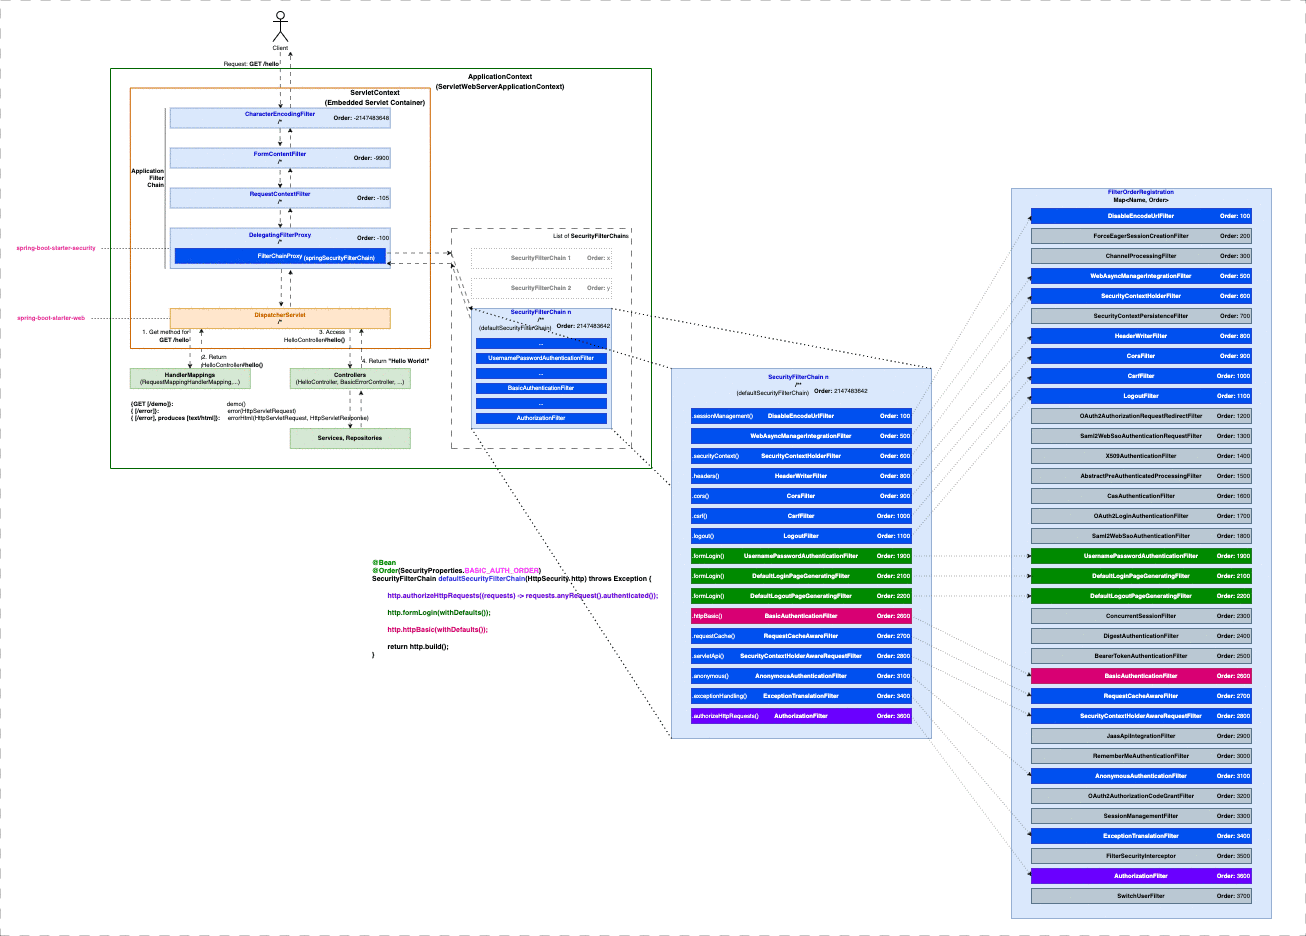 Client
Request: GET /hello
ApplicationContext
(ServletWebServerApplicationContext)
ServletContext
(Embedded Servlet Container)
CharacterEncodingFilter
/*
Order: -2147483648
FormContentFilter
/*
Order: -9900
Application
Filter
Chain
RequestContextFilter
/*
Order: -105
DelegatingFilterProxy
/*
Order: -100
FilterChainProxy (springSecurityFilterChain)
spring-boot-starter-security
spring-boot-starter-web
DispatcherServlet
/*
1. Get method for
GET /hello
2. Return
HelloController#hello()
3. Access
HelloController#hello()
4. Return "Hello World!"
HandlerMappings
(RequestMappingHandlerMapping,...)
Controllers
(HelloController, BasicErrorController, ...)
{GET [/demo]}: demo()
{ [/error]}: error(HttpServletRequest)
{ [/error], produces [text/html]}: errorHtml(HttpServletRequest, HttpServletResponse)
Services, Repositories
List of SecurityFilterChains
SecurityFilterChain 1 Order: x
SecurityFilterChain 2 Order: y
SecurityFilterChain n
/**
(defaultSecurityFilterChain) Order: 2147483642
...
UsernamePasswordAuthenticationFilter
...
BasicAuthenticationFilter
...
AuthorizationFilter
@Bean
@Order(SecurityProperties.BASIC_AUTH_ORDER)
SecurityFilterChain defaultSecurityFilterChain(HttpSecurity http) throws Exception {
http.authorizeHttpRequests((requests) -> requests.anyRequest().authenticated());
http.formLogin(withDefaults());
http.httpBasic(withDefaults());
return http.build();
}
SecurityFilterChain n
/**
(defaultSecurityFilterChain) Order: 2147483642
.sessionManagement() DisableEncodeUrlFilter Order: 100
WebAsyncManagerIntegrationFilter Order: 500
.securityContext() SecurityContextHolderFilter Order: 600
.headers() HeaderWriterFilter Order: 800
.cors() CorsFilter Order: 900
.csrf() CsrfFilter Order: 1000
.logout() LogoutFilter Order: 1100
.formLogin() UsernamePasswordAuthenticationFilter Order: 1900
.formLogin() DefaultLoginPageGeneratingFilter Order: 2100
.formLogin() DefaultLogoutPageGeneratingFilter Order: 2200
.httpBasic() BasicAuthenticationFilter Order: 2600
.requestCache() RequestCacheAwareFilter Order: 2700
.servletApi() SecurityContextHolderAwareRequestFilter Order: 2800
.anonymous() AnonymousAuthenticationFilter Order: 3100
.exceptionHandling() ExceptionTranslationFilter Order: 3400
.authorizeHttpRequests() AuthorizationFilter Order: 3600
FilterOrderRegistration
Map<Name, Order>
DisableEncodeUrlFilter Order: 100
ForceEagerSessionCreationFilter Order: 200
ChannelProcessingFilter Order: 300
WebAsyncManagerIntegrationFilter Order: 500
SecurityContextHolderFilter Order: 600
SecurityContextPersistenceFilter Order: 700
HeaderWriterFilter Order: 800
CorsFilter Order: 900
CsrfFilter Order: 1000
LogoutFilter Order: 1100
OAuth2AuthorizationRequestRedirectFilter Order: 1200
Saml2WebSsoAuthenticationRequestFilter Order: 1300
X509AuthenticationFilter Order: 1400
AbstractPreAuthenticatedProcessingFilter Order: 1500
CasAuthenticationFilter Order: 1600
OAuth2LoginAuthenticationFilter Order: 1700
Saml2WebSsoAuthenticationFilter Order: 1800
UsernamePasswordAuthenticationFilter Order: 1900
DefaultLoginPageGeneratingFilter Order: 2100
DefaultLogoutPageGeneratingFilter Order: 2200
ConcurrentSessionFilter Order: 2300
DigestAuthenticationFilter Order: 2400
BearerTokenAuthenticationFilter Order: 2500
BasicAuthenticationFilter Order: 2600
RequestCacheAwareFilter Order: 2700
SecurityContextHolderAwareRequestFilter Order: 2800
JaasApiIntegrationFilter Order: 2900
RememberMeAuthenticationFilter Order: 3000
AnonymousAuthenticationFilter Order: 3100
OAuth2AuthorizationCodeGrantFilter Order: 3200
SessionManagementFilter Order: 3300
ExceptionTranslationFilter Order: 3400
FilterSecurityInterceptor Order: 3500
AuthorizationFilter Order: 3600
SwitchUserFilter Order: 3700